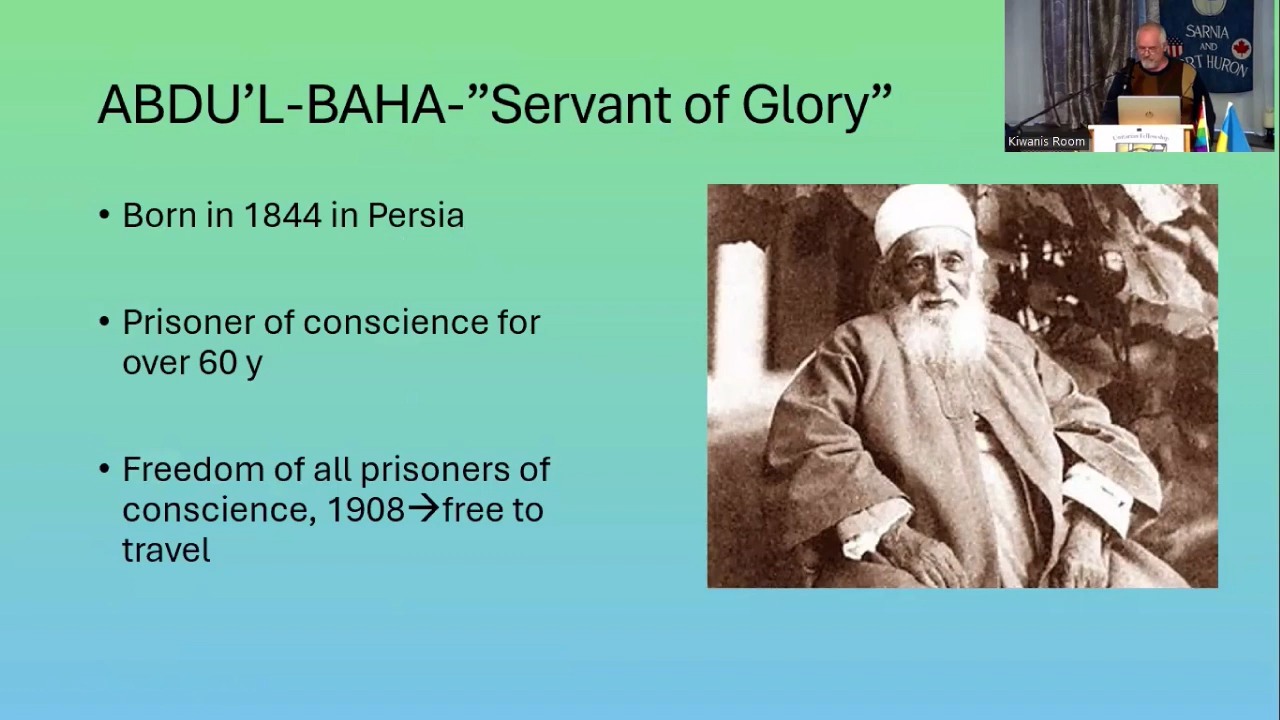 ABDU’L-BAHA-”Servant of Glory”
• Born in 1844 in Persia
• Prisoner of conscience for
over 60 y
• Freedom of all prisoners of
conscience, 1908→free to
travel
SARNIA
AND
RT HURON
Kiwanis Room